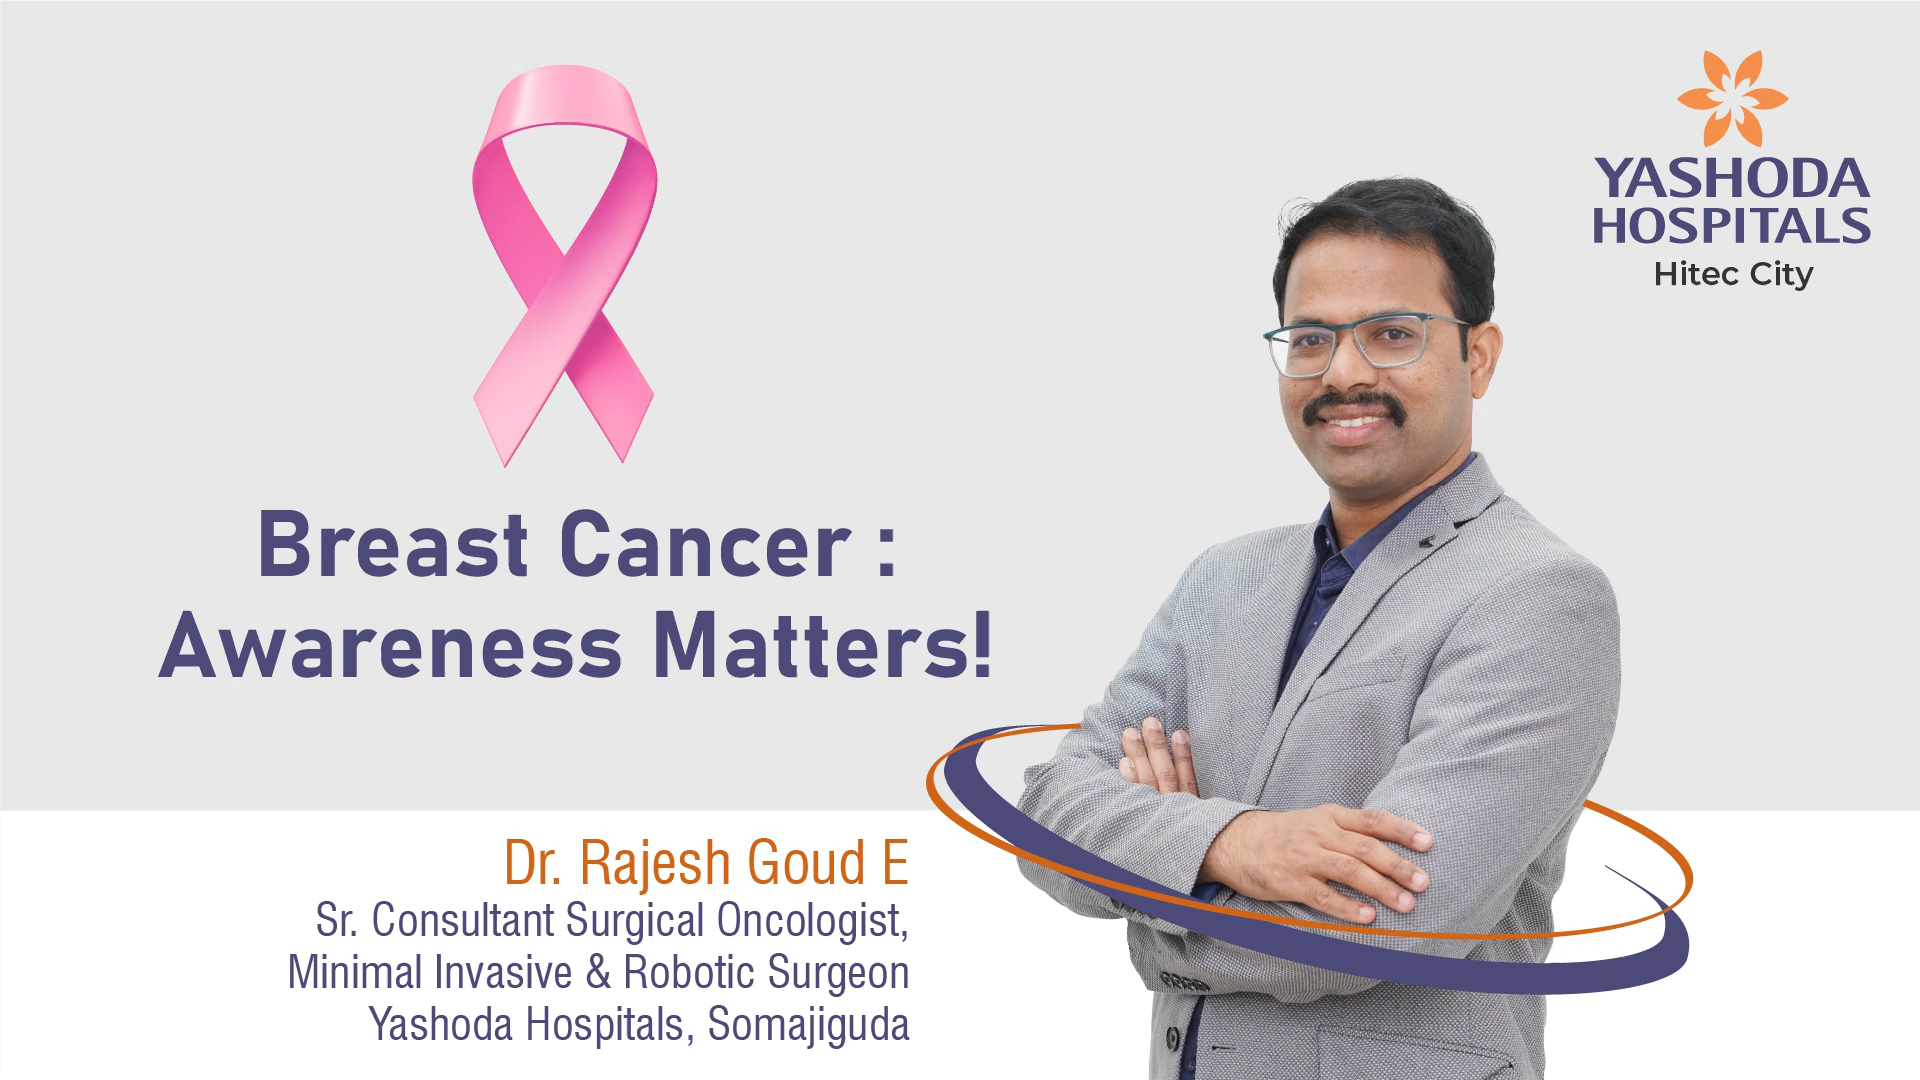 YASHODA
HOSPITALS
Hitec City
Breast Cancer :
Awareness Matters!
Dr. Rajesh Goud E
Sr. Consultant Surgical Oncologist,
Minimal Invasive & Robotic Surgeon
Yashoda Hospitals, Somajiguda